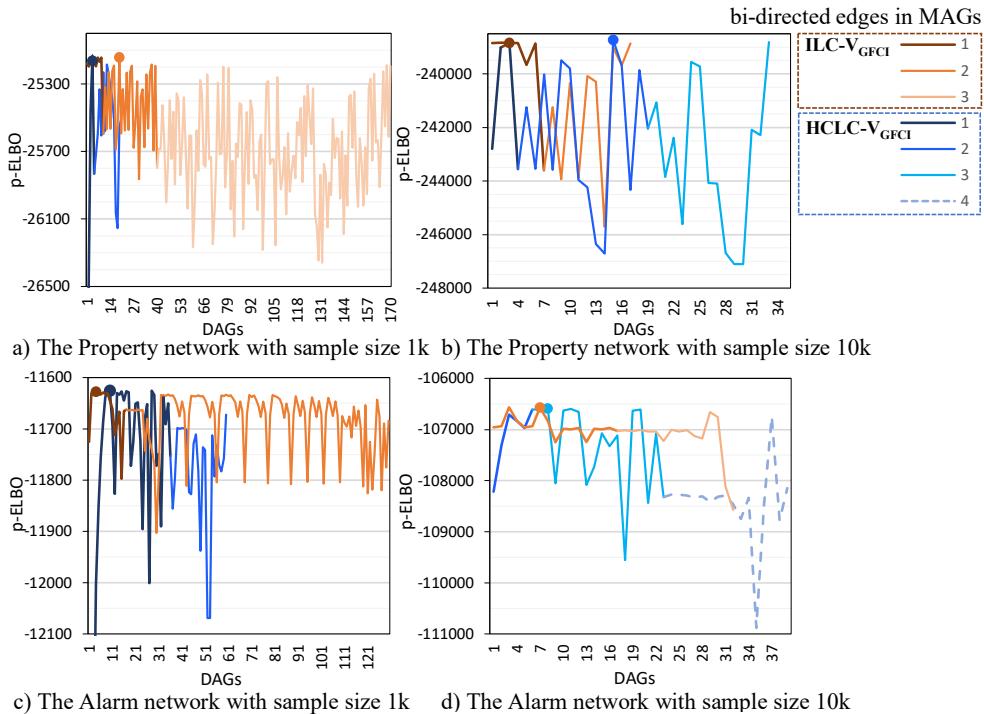 bi-directed edges in MAGs
ILC-VGFCI
1
2
3
HCLC-VGFCI
1
2
3
4
p-ELBO
-25300
-25700
-26100
-26500
1 14 27 40 53 66 79 92 105 118 131 144 157 170
DAGs
a) The Property network with sample size 1k
p-ELBO
-240000
-242000
-244000
-246000
-248000
1 4 7 10 13 16 19 22 25 28 31 34
DAGs
b) The Property network with sample size 10k
p-ELBO
-11600
-11700
-11800
-11900
-12000
-12100
1 11 21 31 41 51 61 71 81 91 101 111 121
DAGs
c) The Alarm network with sample size 1k
p-ELBO
-106000
-107000
-108000
-109000
-110000
-111000
1 4 7 10 13 16 19 22 25 28 31 34 37
DAGs
d) The Alarm network with sample size 10k